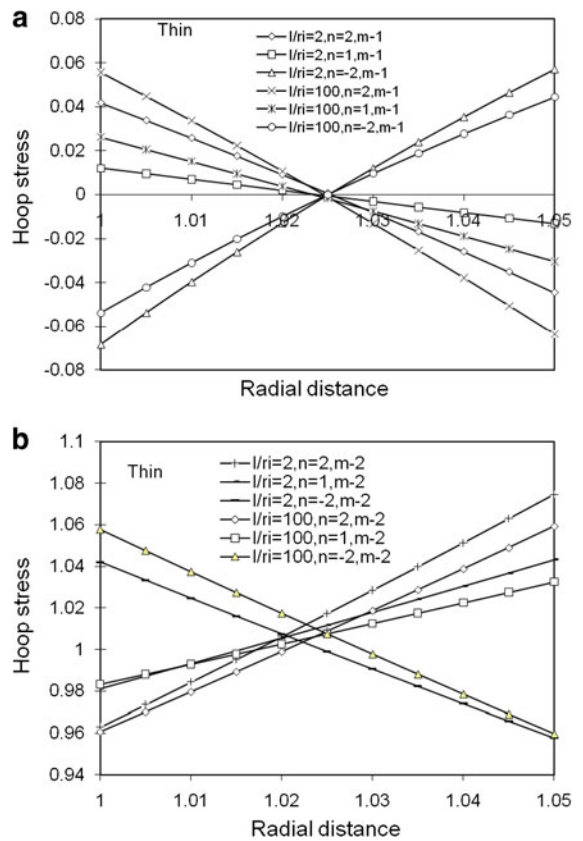 a
Thin
l/ri=2,n=2,m-1
l/ri=2,n=1,m-1
l/ri=2,n=-2,m-1
l/ri=100,n=2,m-1
l/ri=100,n=1,m-1
l/ri=100,n=-2,m-1
0.08
0.06
0.04
0.02
0
-0.02
-0.04
-0.06
-0.08
Hoop stress
1
1.01
1.02
1.03
1.04
1.05
Radial distance
b
Thin
l/ri=2,n=2,m-2
l/ri=2,n=1,m-2
l/ri=2,n=-2,m-2
l/ri=100,n=2,m-2
l/ri=100,n=1,m-2
l/ri=100,n=-2,m-2
1.1
1.08
1.06
1.04
1.02
1
0.98
0.96
0.94
Hoop stress
1
1.01
1.02
1.03
1.04
1.05
Radial distance